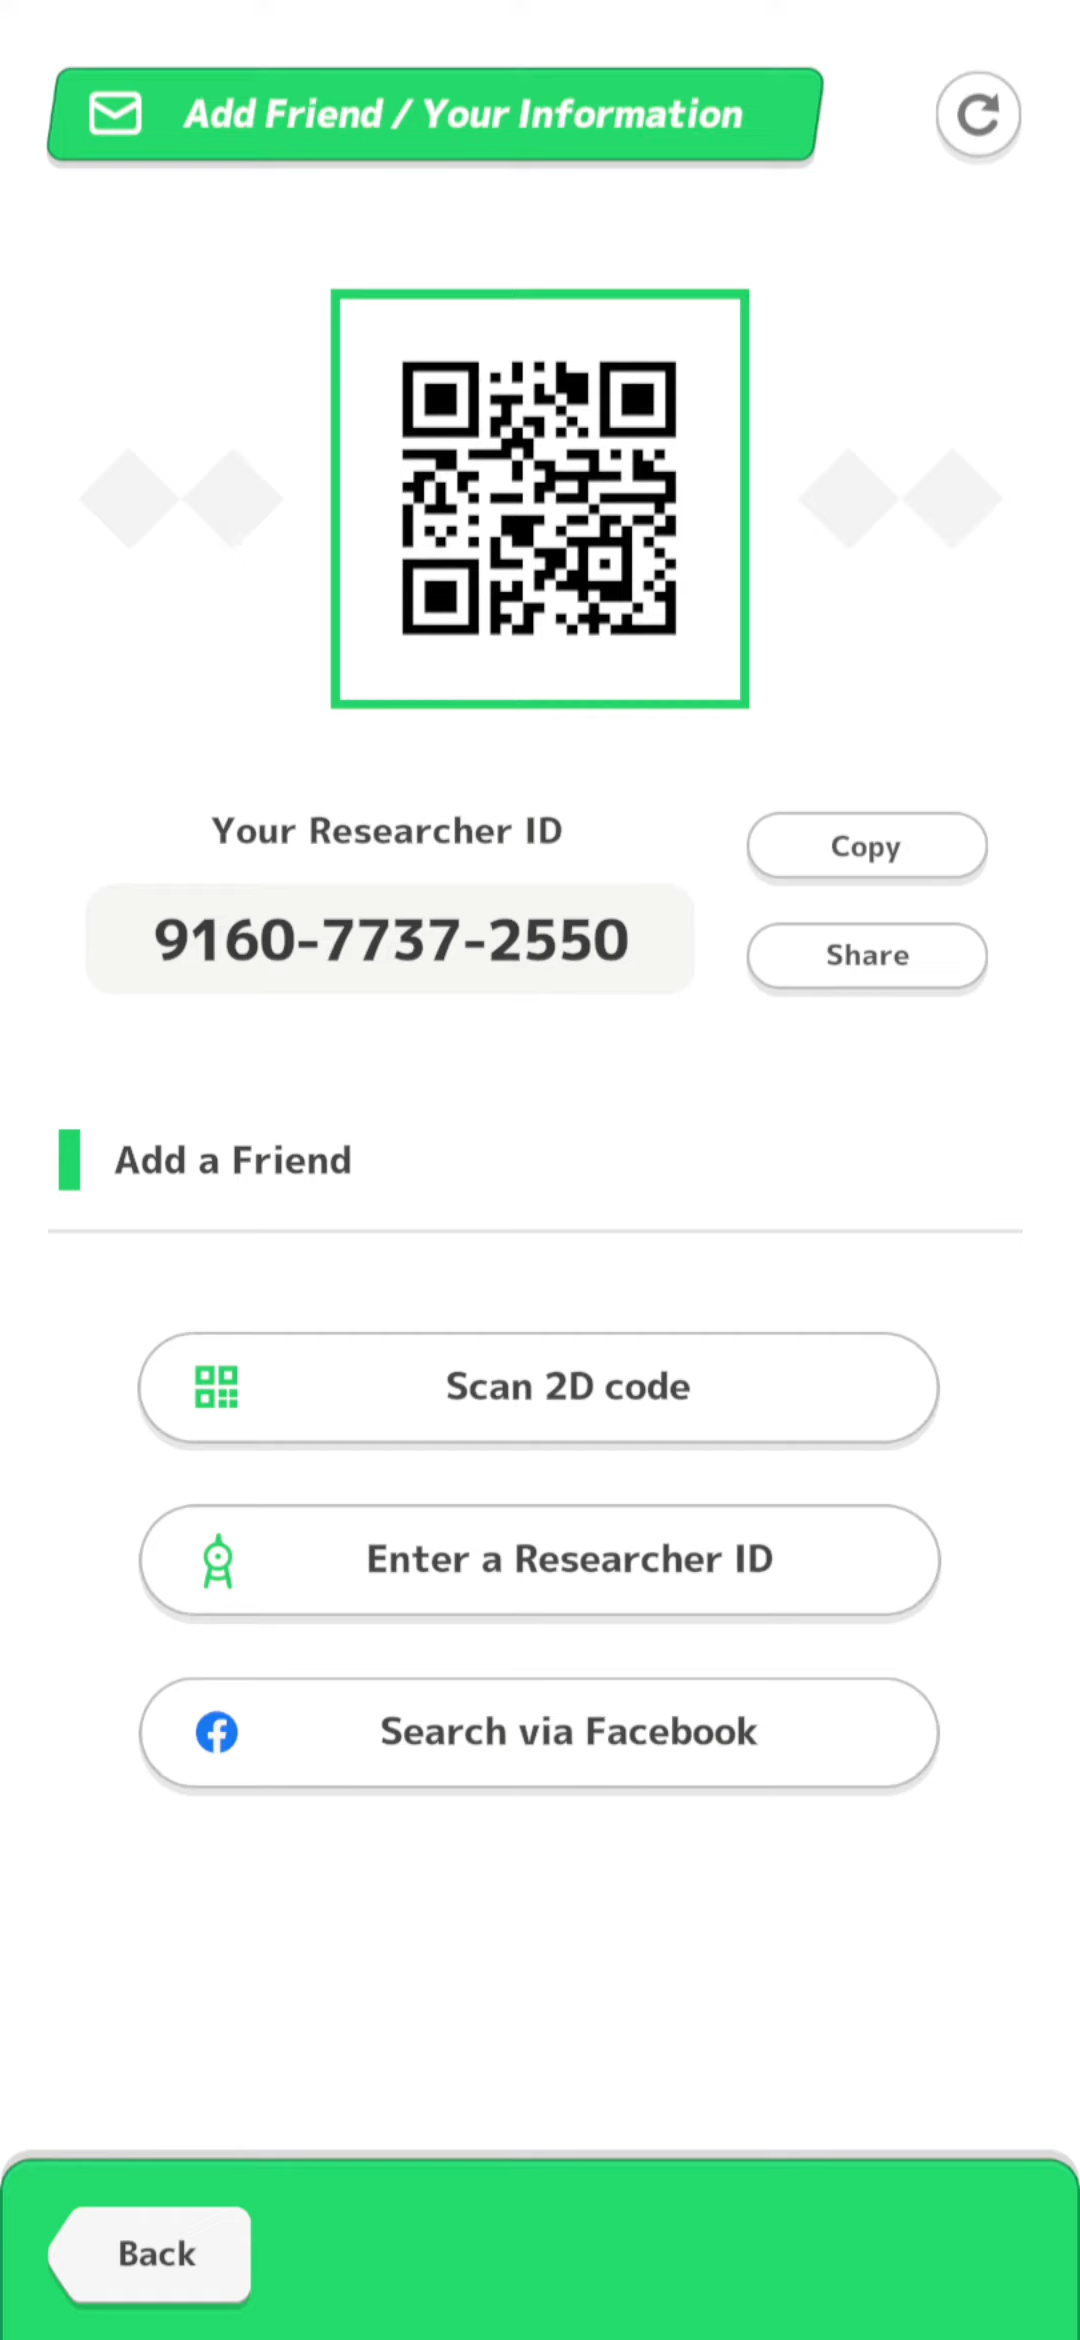 Add Friend / Your Information
Your Researcher ID
Copy
9160-7737-2550
Share
Add a Friend
Scan 2D code
Enter a Researcher ID
Search via Facebook
Back